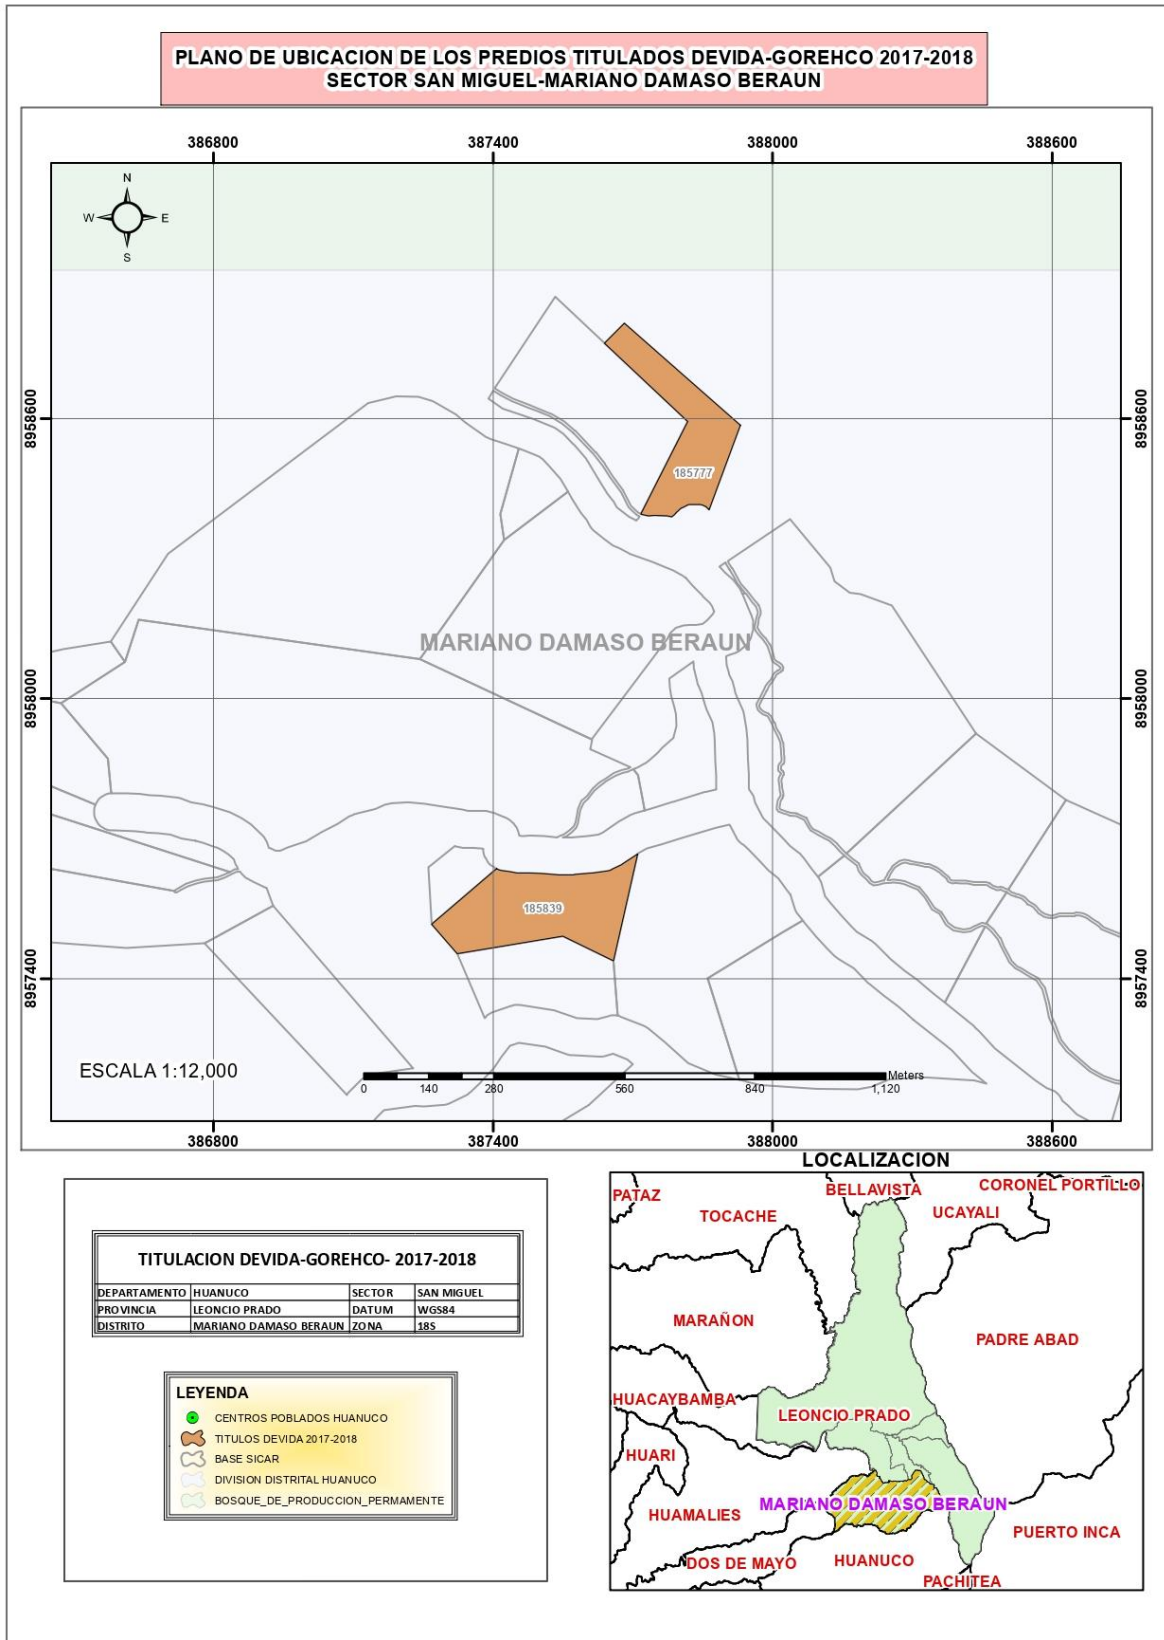 PLANO DE UBICACION DE LOS PREDIOS TITULADOS DEVIDA-GOREHCO 2017-2018
SECTOR SAN MIGUEL-MARIANO DAMASO BERAUN
386800 387400 388000 388600
N
W E
S
8958600 8958600
185777
MARIANO DAMASO BERAUN
8958000 8958000
185839
8957400 8957400
ESCALA 1:12,000
Meters
0 140 280 560 840 1,120
386800 387400 388000 388600
TITULACION DEVIDA-GOREHCO- 2017-2018
DEPARTAMENTO HUANUCO SECTOR SAN MIGUEL
PROVINCIA LEONCIO PRADO DATUM WGS84
DISTRITO MARIANO DAMASO BERAUN ZONA 18S
LEYENDA
CENTROS POBLADOS HUANUCO
TITULOS DEVIDA 2017-2018
BASE SICAR
DIVISION DISTRITAL HUANUCO
BOSQUE_DE_PRODUCCION_PERMAMENTE
LOCALIZACION
PATAZ
BELLAVISTA
CORONEL PORTILLO
TOCACHE
UCAYALI
MARAÑON
PADRE ABAD
HUACAYBAMBA
LEONCIO PRADO
HUARI
MARIANO DAMASO BERAUN
HUAMALIES
PUERTO INCA
DOS DE MAYO
HUANUCO
PACHITEA